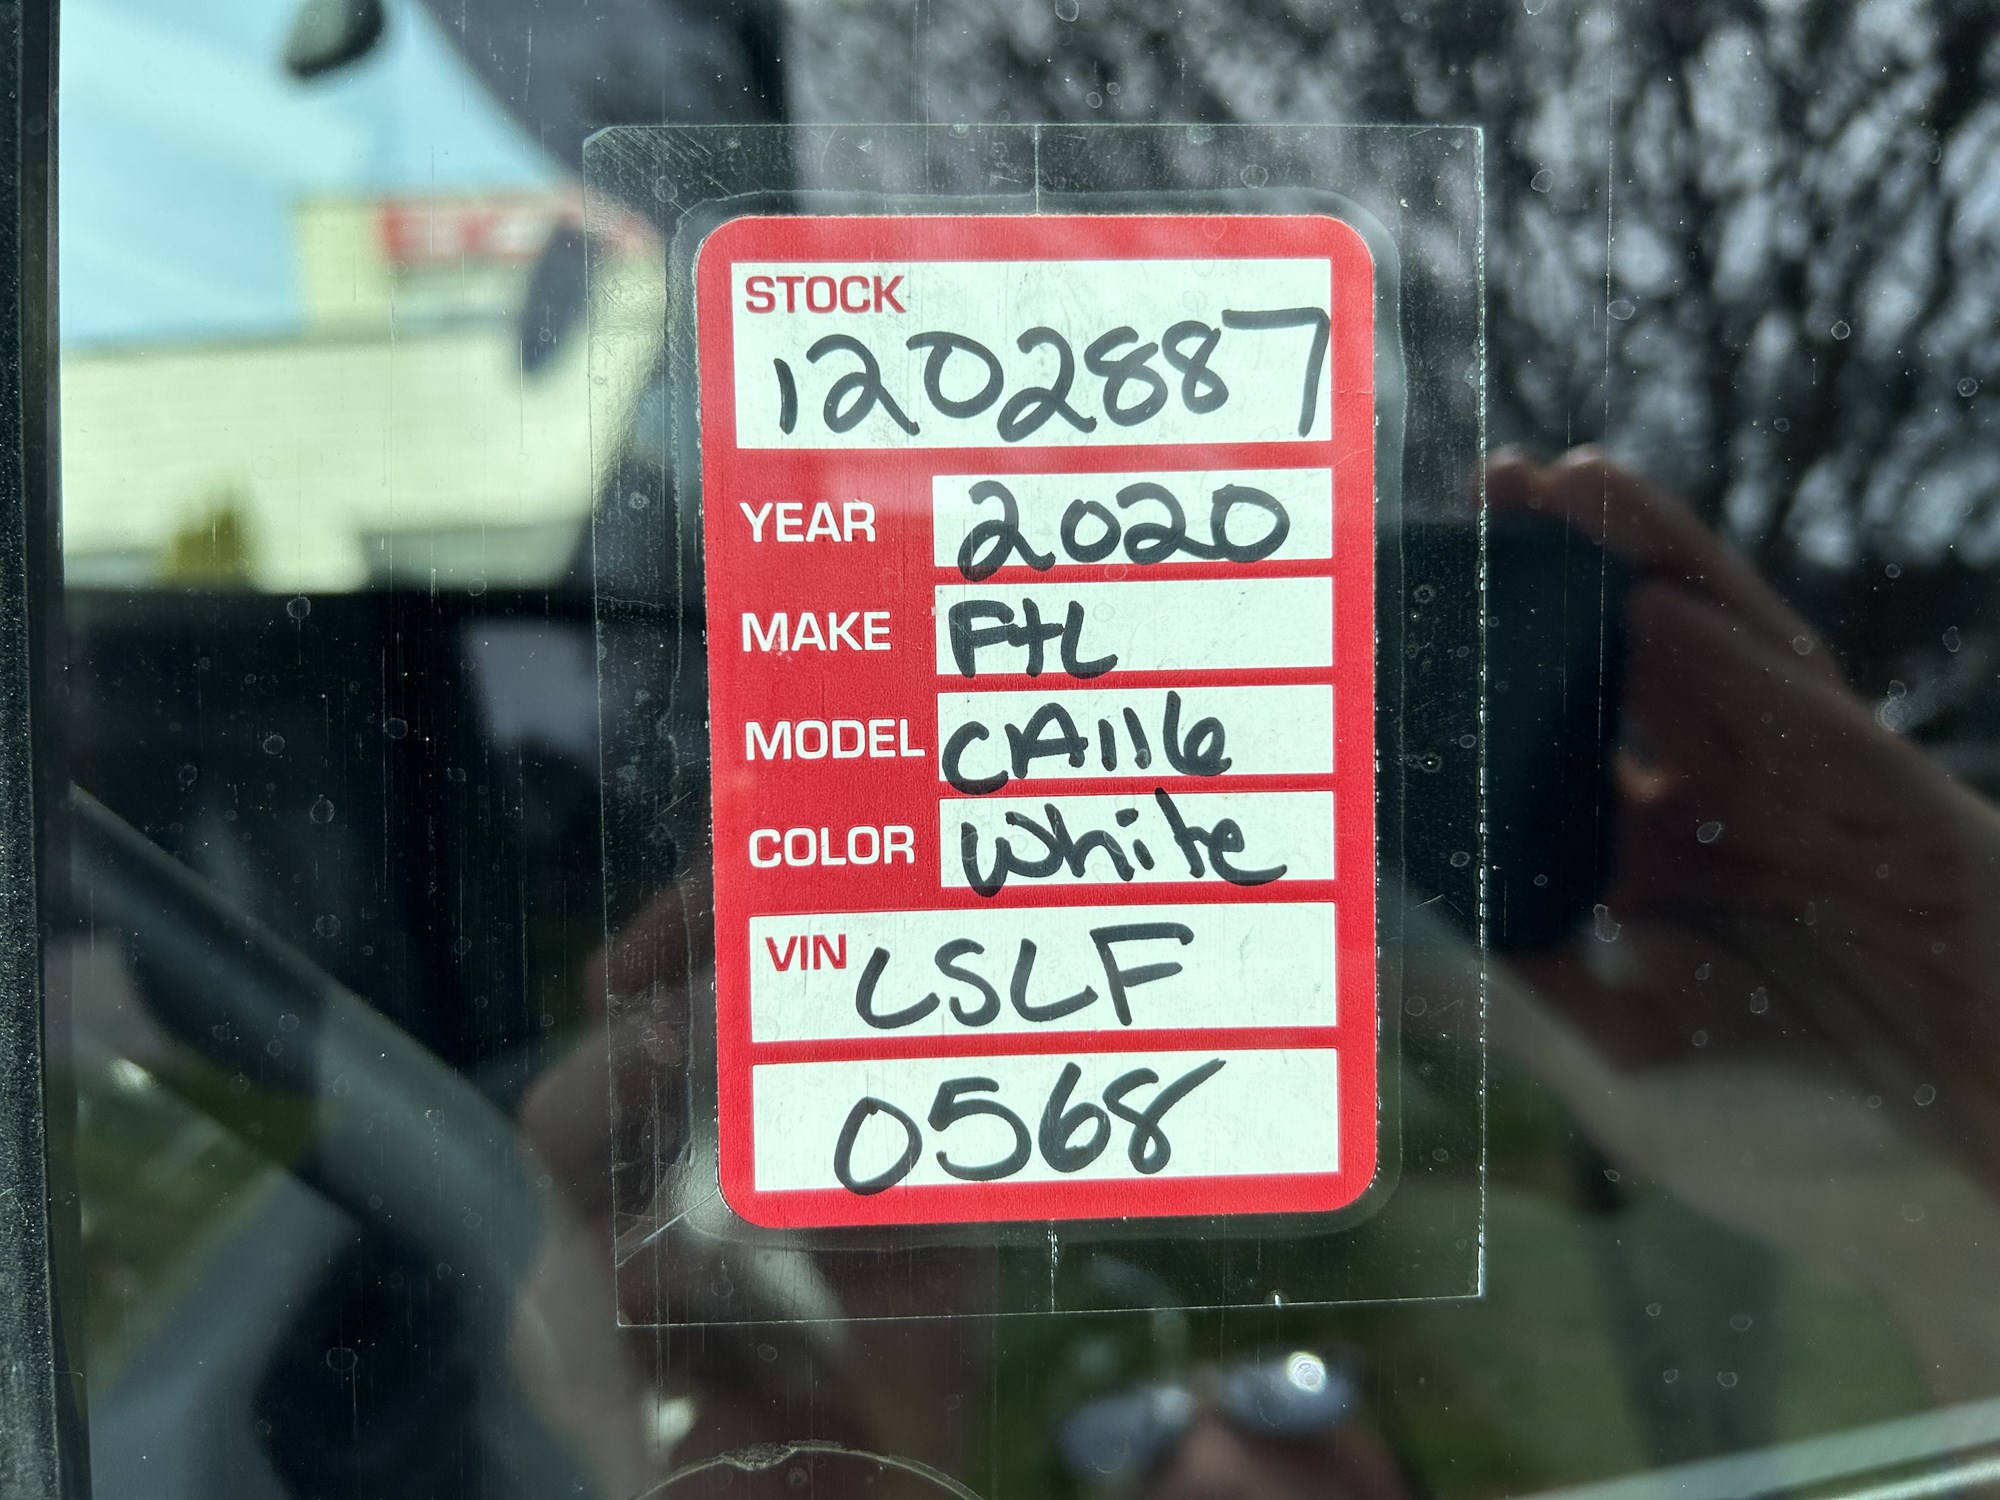 STOCK
1202887
YEAR 2020
MAKE FtL
MODEL CA116
COLOR White
VIN LSLF
0568